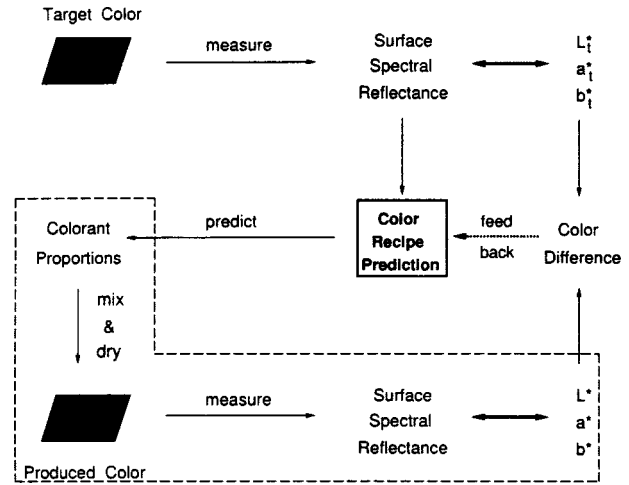 Target Color
measure
Surface
Spectral
Reflectance
L*t
a*t
b*t
Colorant
Proportions
predict
Color
Recipe
Prediction
feed
back
Color
Difference
mix
&
dry
measure
Surface
Spectral
Reflectance
L*
a*
b*
Produced Color